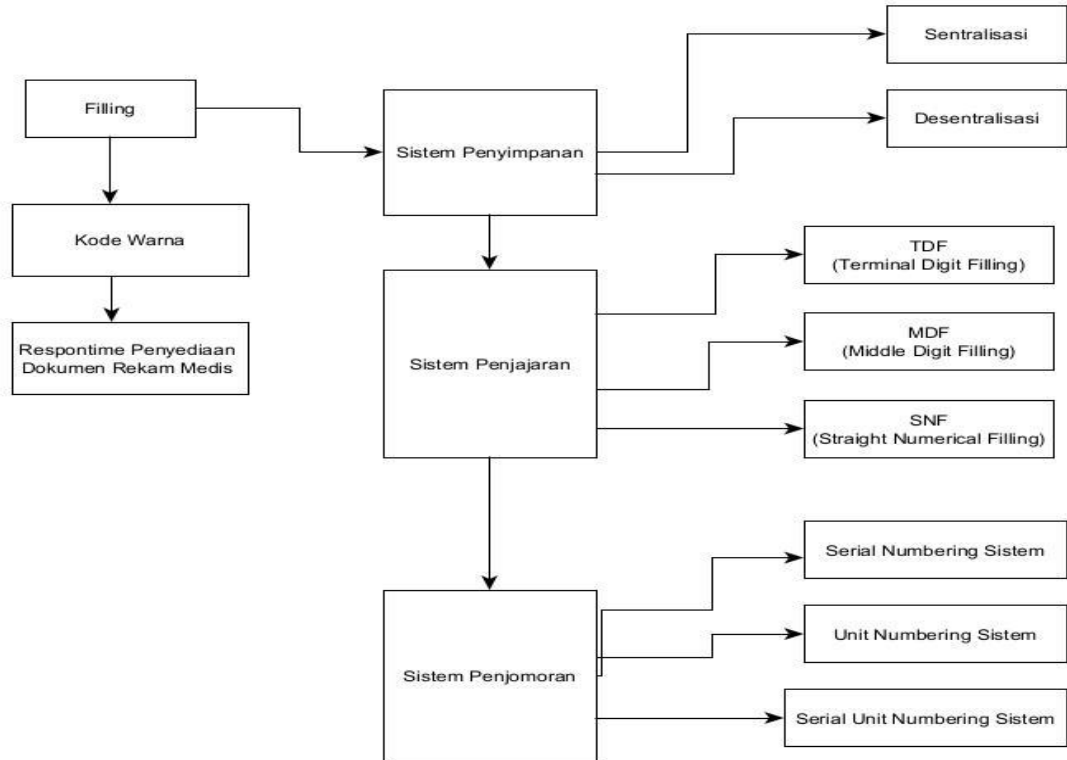 Sentralisasi
Filling
Desentralisasi
Sistem Penyimpanan
Kode Warna
TDF
(Terminal Digit Filling)
Respontime Penyediaan
Dokumen Rekam Medis
MDF
(Middle Digit Filling)
Sistem Penjajaran
SNF
(Straight Numerical Filling)
Serial Numbering Sistem
Unit Numbering Sistem
Sistem Penjomoran
Serial Unit Numbering Sistem